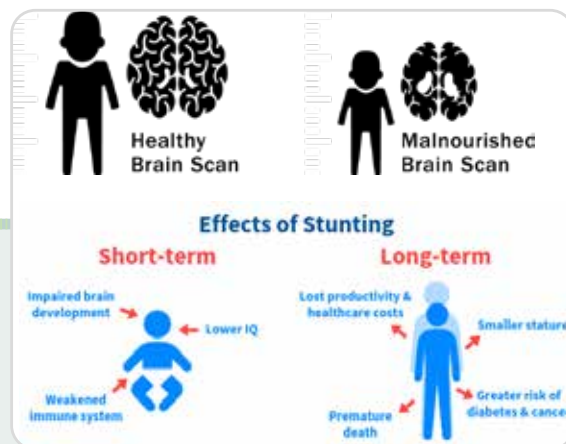 Healthy
Brain Scan
Malnourished
Brain Scan
Effects of Stunting
Short-term
Impaired brain
development
Lower IQ
Weakened
immune system
Long-term
Lost productivity &
healthcare costs
Smaller stature
Greater risk of
diabetes & cancer
Premature
death